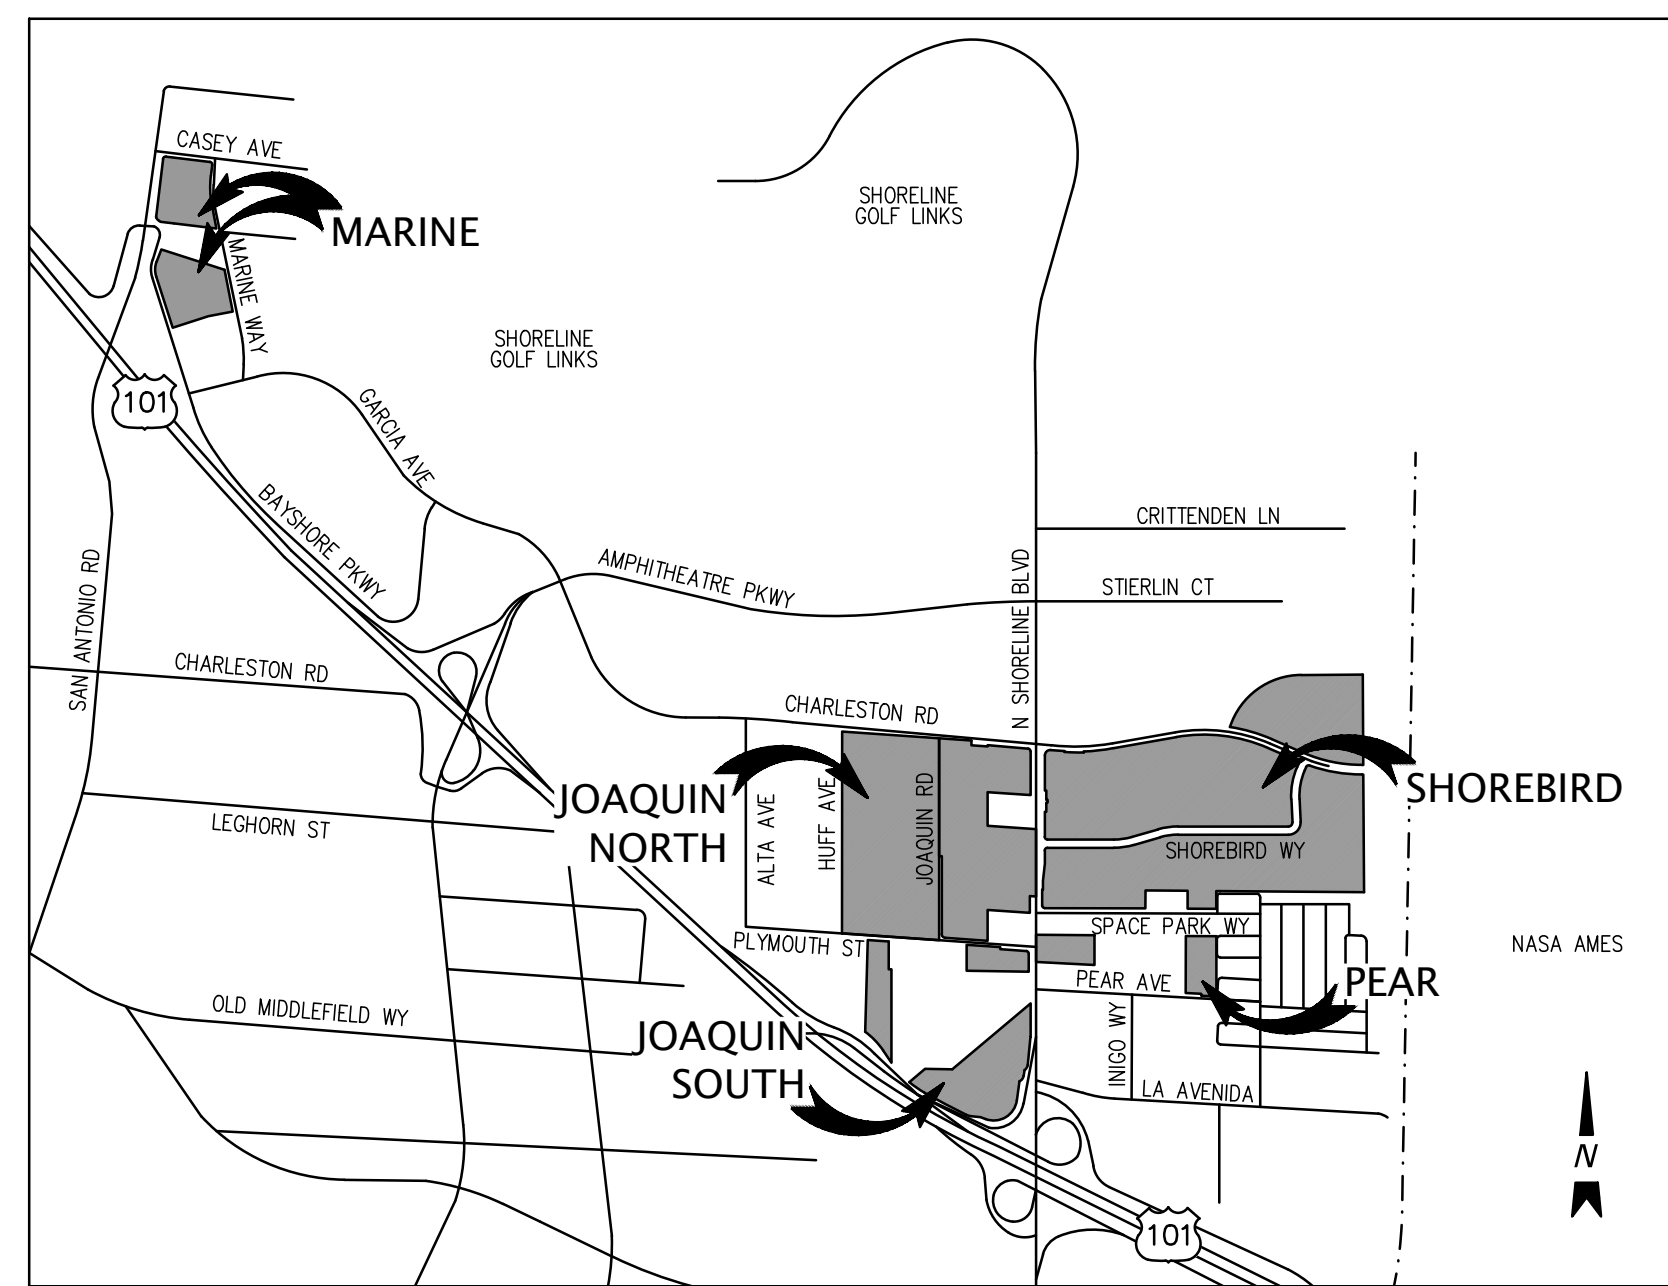 CASEY AVE
MARINE
MARINE WAY
SHORELINE
GOLF LINKS
SHORELINE
GOLF LINKS
101
GARCIA AVE
BAYSHORE PKWY
AMPHITHEATRE PKWY
CRITTENDEN LN
STIERLIN CT
N SHORELINE BLVD
SAN ANTONIO RD
CHARLESTON RD
CHARLESTON RD
JOAQUIN
NORTH
ALTA AVE
HUFF AVE
JOAQUIN RD
SHOREBIRD
SHOREBIRD WY
LEGHORN ST
PLYMOUTH ST
SPACE PARK WY
NASA AMES
PEAR AVE
PEAR
OLD MIDDLEFIELD WY
JOAQUIN
SOUTH
INIGO WY
LA AVENIDA
N
101